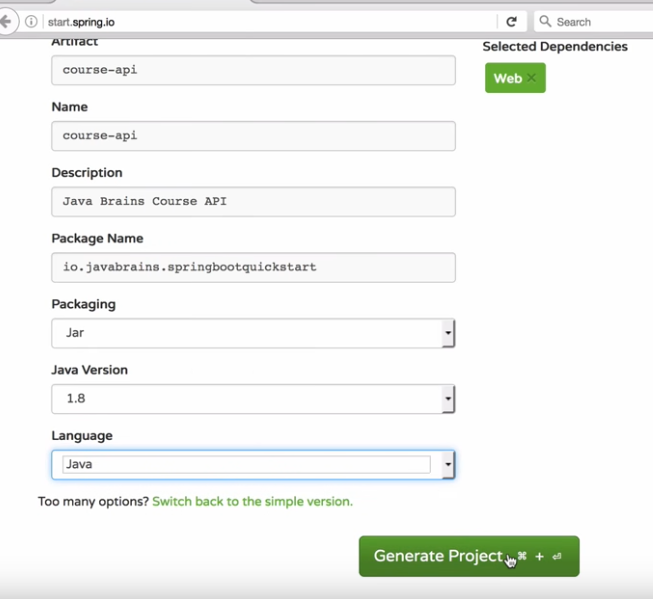 start.spring.io
Search
Artifact
course-api
Name
course-api
Description
Java Brains Course API
Package Name
io.javabrains.springbootquickstart
Packaging
Jar
Java Version
1.8
Language
Java
Too many options? Switch back to the simple version.
Generate Project ⌘ + ⏎
Selected Dependencies
Web ×